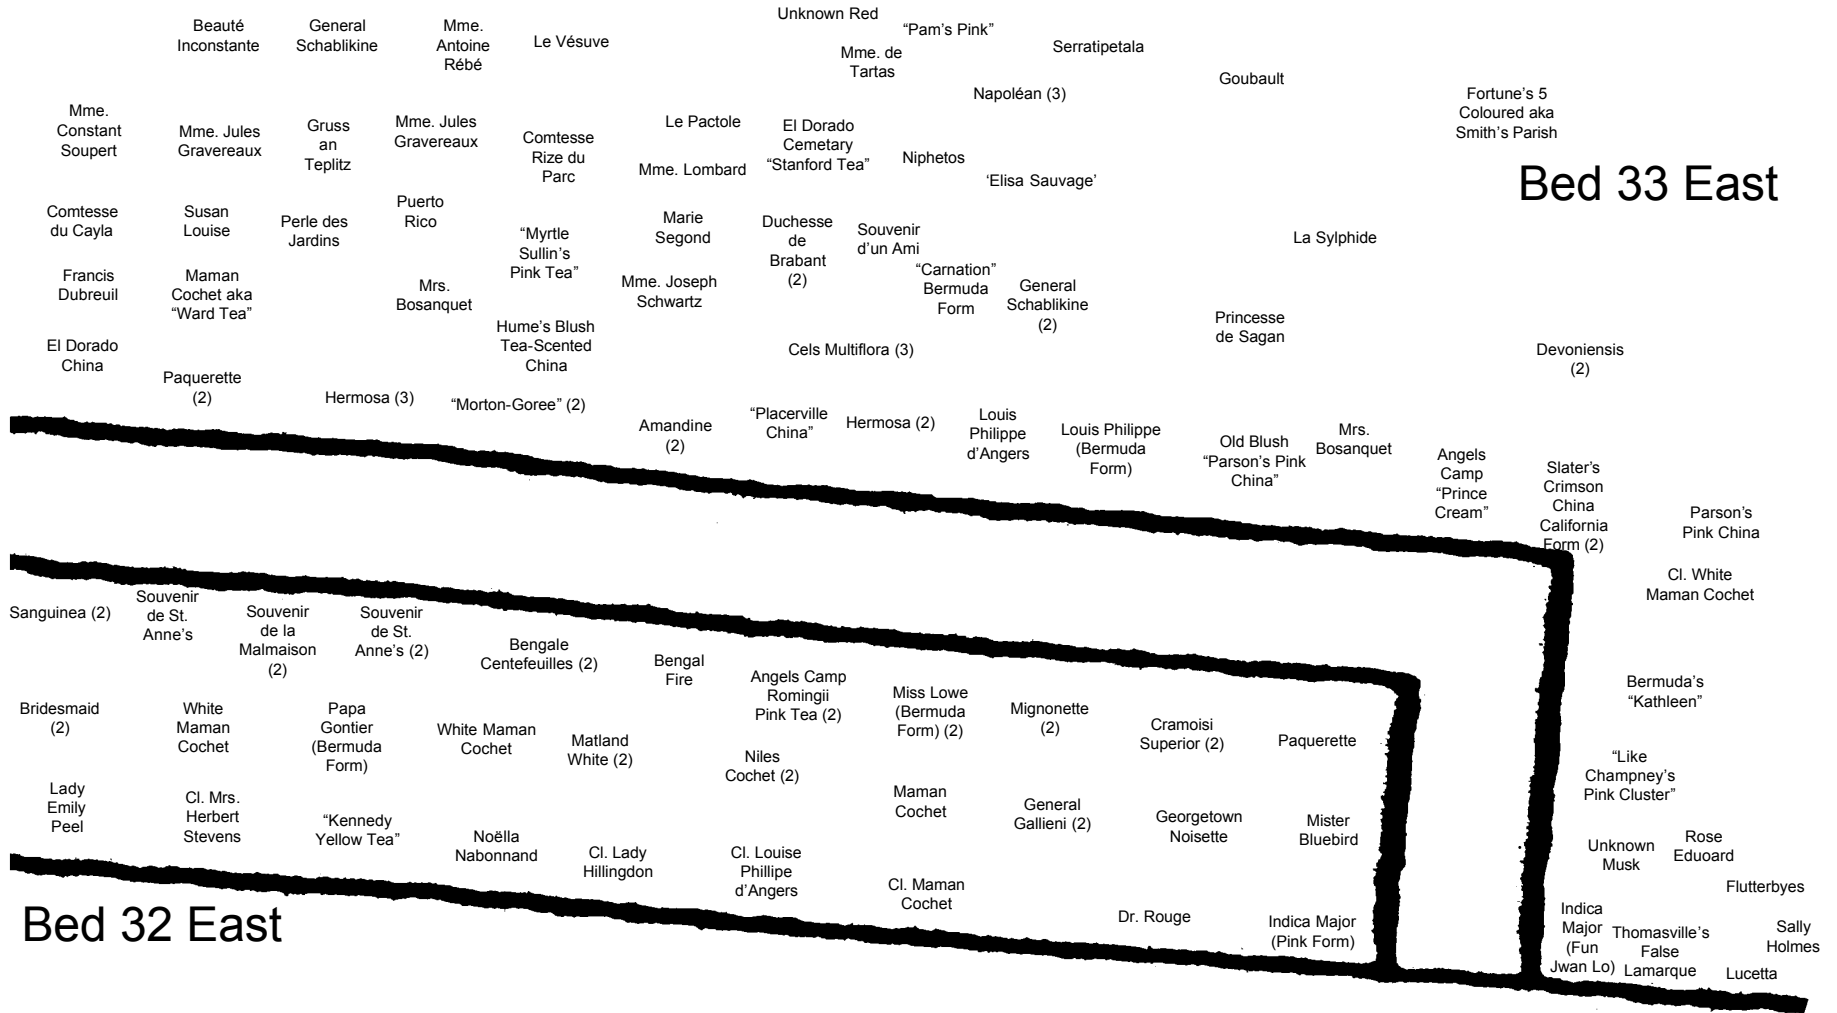 Beauté
Inconstante
General
Schablikine
Mme.
Antoine
Rébé
Le Vésuve
Unknown Red
“Pam’s Pink”
Mme. de
Tartas
Serratipetala
Napoléan (3)
Goubault
Fortune’s 5
Coloured aka
Smith’s Parish
Bed 33 East
Mme.
Constant
Soupert
Mme. Jules
Gravereaux
Gruss
an
Teplitz
Mme. Jules
Gravereaux
Comtesse
Rize du
Parc
Le Pactole
Mme. Lombard
El Dorado
Cemetary
“Stanford Tea”
Niphetos
‘Elisa Sauvage’
Comtesse
du Cayla
Susan
Louise
Perle des
Jardins
Puerto
Rico
“Myrtle
Sullin’s
Pink Tea”
Marie
Segond
Duchesse
de
Brabant
(2)
Souvenir
d’un Ami
La Sylphide
Francis
Dubreuil
Maman
Cochet aka
“Ward Tea”
Mrs.
Bosanquet
Mme. Joseph
Schwartz
“Carnation”
Bermuda
Form
General
Schablikine
(2)
Princesse
de Sagan
El Dorado
China
Hume’s Blush
Tea-Scented
China
Cels Multiflora (3)
Devoniensis
(2)
Paquerette
(2)
Hermosa (3)
“Morton-Goree” (2)
Amandine
(2)
“Placerville
China”
Hermosa (2)
Louis
Philippe
d’Angers
Louis Philippe
(Bermuda
Form)
Old Blush
“Parson’s Pink
China”
Mrs.
Bosanquet
Angels
Camp
“Prince
Cream”
Slater’s
Crimson
China
California
Form (2)
Parson’s
Pink China
Cl. White
Maman Cochet
Bermuda’s
“Kathleen”
“Like
Champney’s
Pink Cluster”
Unknown
Musk
Rose
Eduoard
Flutterbyes
Indica
Major
(Fun
Jwan Lo)
Thomasville’s
False
Lamarque
Sally
Holmes
Lucetta
Sanguinea (2)
Souvenir
de St.
Anne’s
Souvenir
de la
Malmaison
(2)
Souvenir
de St.
Anne’s (2)
Bengale
Centefeuilles (2)
Bengal
Fire
Angels Camp
Romingii
Pink Tea (2)
Miss Lowe
(Bermuda
Form) (2)
Mignonette
(2)
Cramoisi
Superior (2)
Paquerette
Bridesmaid
(2)
White
Maman
Cochet
Papa
Gontier
(Bermuda
Form)
White Maman
Cochet
Matland
White (2)
Niles
Cochet (2)
Maman
Cochet
General
Gallieni (2)
Georgetown
Noisette
Mister
Bluebird
Lady
Emily
Peel
Cl. Mrs.
Herbert
Stevens
“Kennedy
Yellow Tea”
Noëlla
Nabonnand
Cl. Lady
Hillingdon
Cl. Louise
Phillipe
d’Angers
Cl. Maman
Cochet
Dr. Rouge
Indica Major
(Pink Form)
Bed 32 East